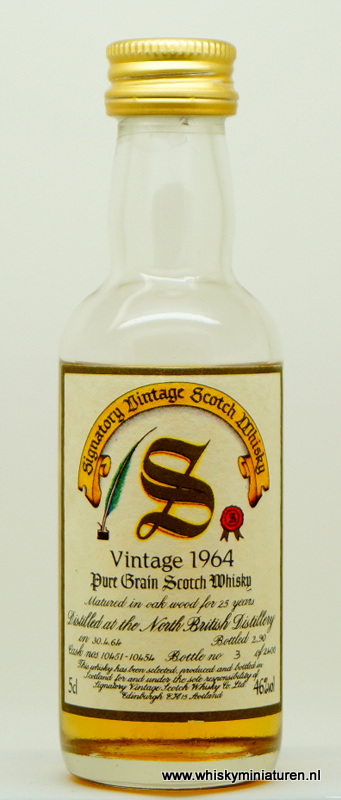 Signatory Vintage Scotch Whisky
S
Vintage 1964
Pure Grain Scotch Whisky
Matured in oak wood for 25 years
Distilled at the North British Distillery
on 30.4.64 Bottled 2.90
Cask nos 10451-10454 Bottle no 3 of 2400
This whisky has been selected, produced and bottled in
Scotland for and under the sole responsibility of
5cl Signatory Vintage Scotch Whisky Co Ltd 46%vol
Edinburgh EH15 Scotland
www.whiskyminiaturen.nl